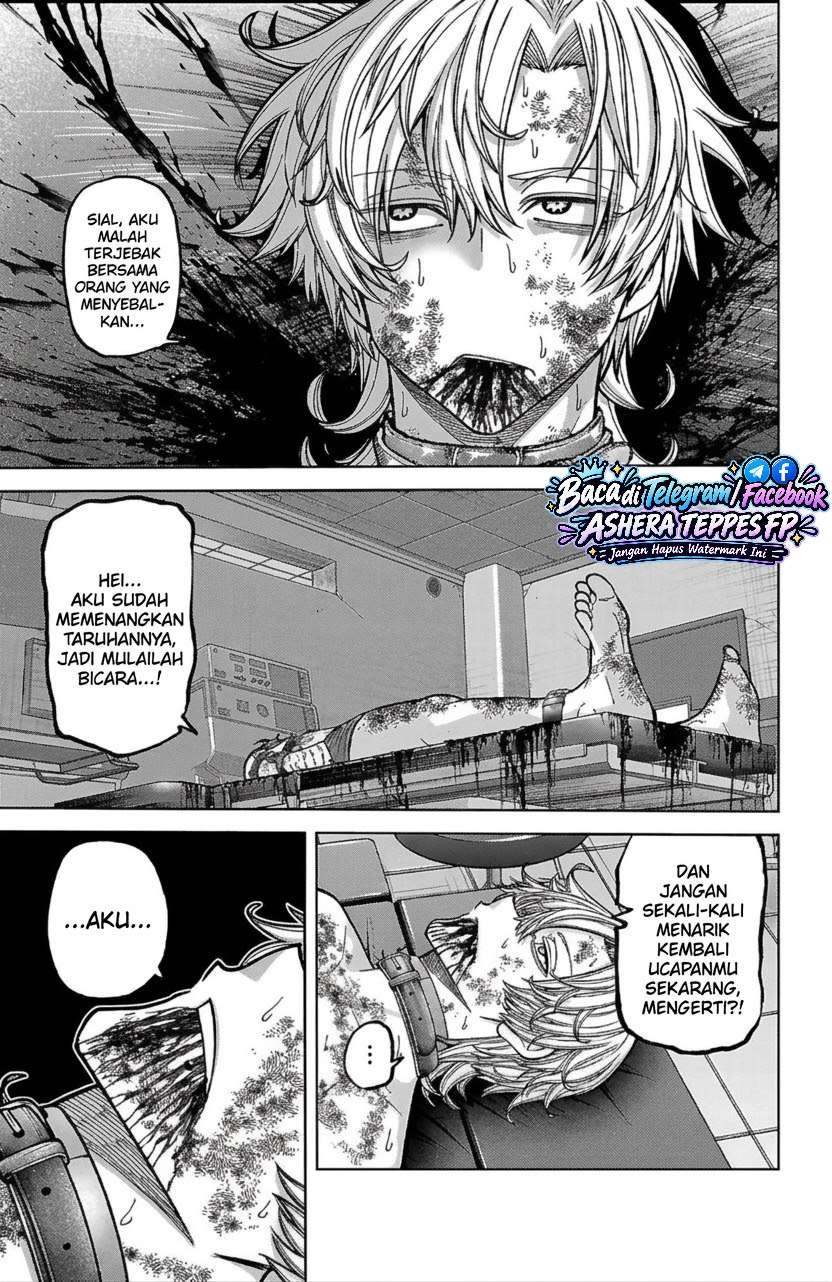 SIAL, AKU
MALAH
TERJEBAK
BERSAMA
ORANG YANG
MENYEBAL-
KAN...
Baca di Telegram/Facebook
ASHERA TEPPES FP
Jangan Hapus Watermark Ini
HEI...
AKU SUDAH
MEMENANGKAN
TARUHANNYA,
JADI MULAILAH
BICARA...!
DAN
JANGAN
SEKALI-KALI
MENARIK
KEMBALI
UCAPANMU
SEKARANG,
MENGERTI?!
...
...AKU...